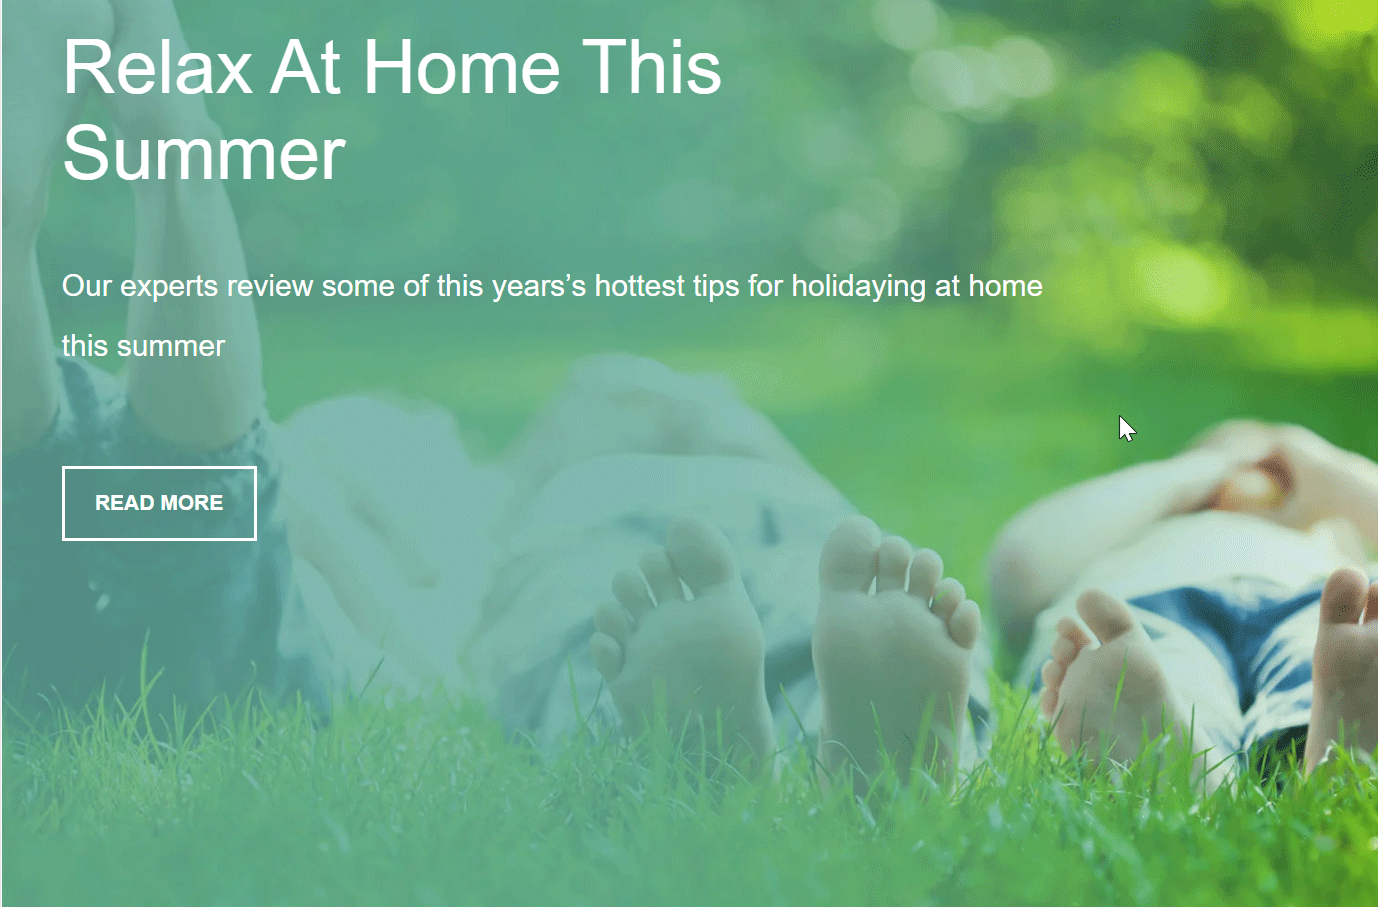 Relax At Home This
Summer
Our experts review some of this years’s hottest tips for holidaying at home
this summer
READ MORE